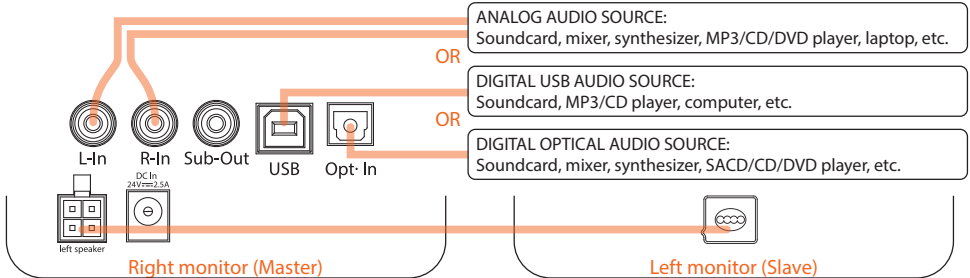 ANALOG AUDIO SOURCE:
Soundcard, mixer, synthesizer, MP3/CD/DVD player, laptop, etc.
OR
DIGITAL USB AUDIO SOURCE:
Soundcard, MP3/CD player, computer, etc.
OR
DIGITAL OPTICAL AUDIO SOURCE:
Soundcard, mixer, synthesizer, SACD/CD/DVD player, etc.
L-In R-In Sub-Out USB Opt· In
DC In
24V⎓2.5A
left speaker
Right monitor (Master) Left monitor (Slave)